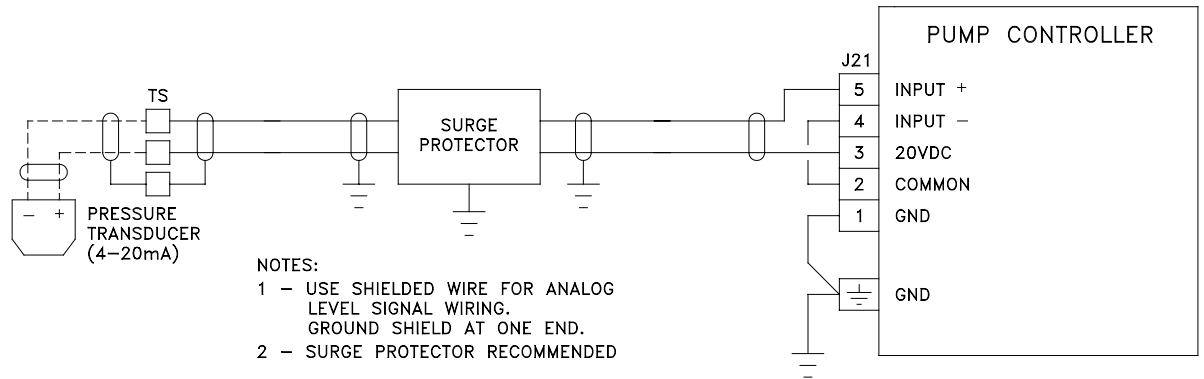 PUMP CONTROLLER
J21
5 INPUT +
4 INPUT –
3 20VDC
2 COMMON
1 GND
GND
TS
SURGE
PROTECTOR
– +
PRESSURE
TRANSDUCER
(4–20mA)
NOTES:
1 – USE SHIELDED WIRE FOR ANALOG
LEVEL SIGNAL WIRING.
GROUND SHIELD AT ONE END.
2 – SURGE PROTECTOR RECOMMENDED